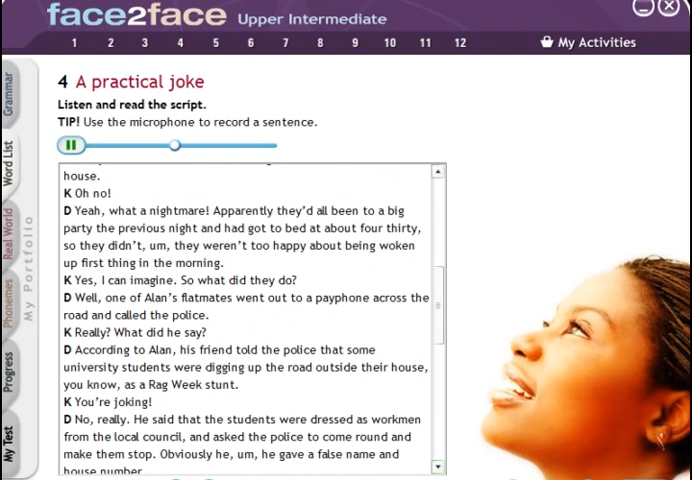 face2face Upper Intermediate
1 2 3 4 5 6 7 8 9 10 11 12 My Activities
Grammar
Word List
Real World
Phonemes
Progress
My Test
My Portfolio
4 A practical joke
Listen and read the script.
TIP! Use the microphone to record a sentence.
house.
K Oh no!
D Yeah, what a nightmare! Apparently they'd all been to a big
party the previous night and had got to bed at about four thirty,
so they didn't, um, they weren't too happy about being woken
up first thing in the morning.
K Yes, I can imagine. So what did they do?
D Well, one of Alan's flatmates went out to a payphone across the
road and called the police.
K Really? What did he say?
D According to Alan, his friend told the police that some
university students were digging up the road outside their house,
you know, as a Rag Week stunt.
K You're joking!
D No, really. He said that the students were dressed as workmen
from the local council, and asked the police to come round and
make them stop. Obviously he, um, he gave a false name and
house number